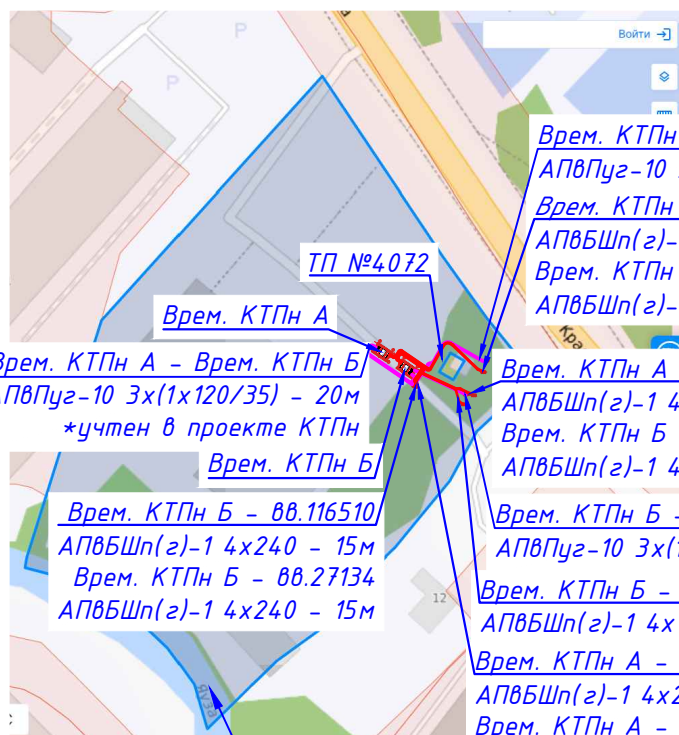 P
Войти
P
Врем. КТПн
АПвПуг-10
Врем. КТПн
АПвБШп(г)-
Врем. КТПн
АПвБШп(г)-
ТП №4072
Врем. КТПн А
Кра
Врем. КТПн А - Врем. КТПн Б
АПвПуг-10 3х(1х120/35) - 20м
*учтен в проекте КТПн
Врем. КТПн Б
Врем. КТПн А
АПвБШп(г)-1 4
Врем. КТПн Б
АПвБШп(г)-1 4
Врем. КТПн Б - вв.116510
АПвБШп(г)-1 4х240 - 15м
Врем. КТПн Б - вв.27134
АПвБШп(г)-1 4х240 - 15м
Врем. КТПн Б -
АПвПуг-10 3х(1
12
Врем. КТПн Б -
АПвБШп(г)-1 4х
Врем. КТПн А -
АПвБШп(г)-1 4х2
Врем. КТПн А -
Яуза